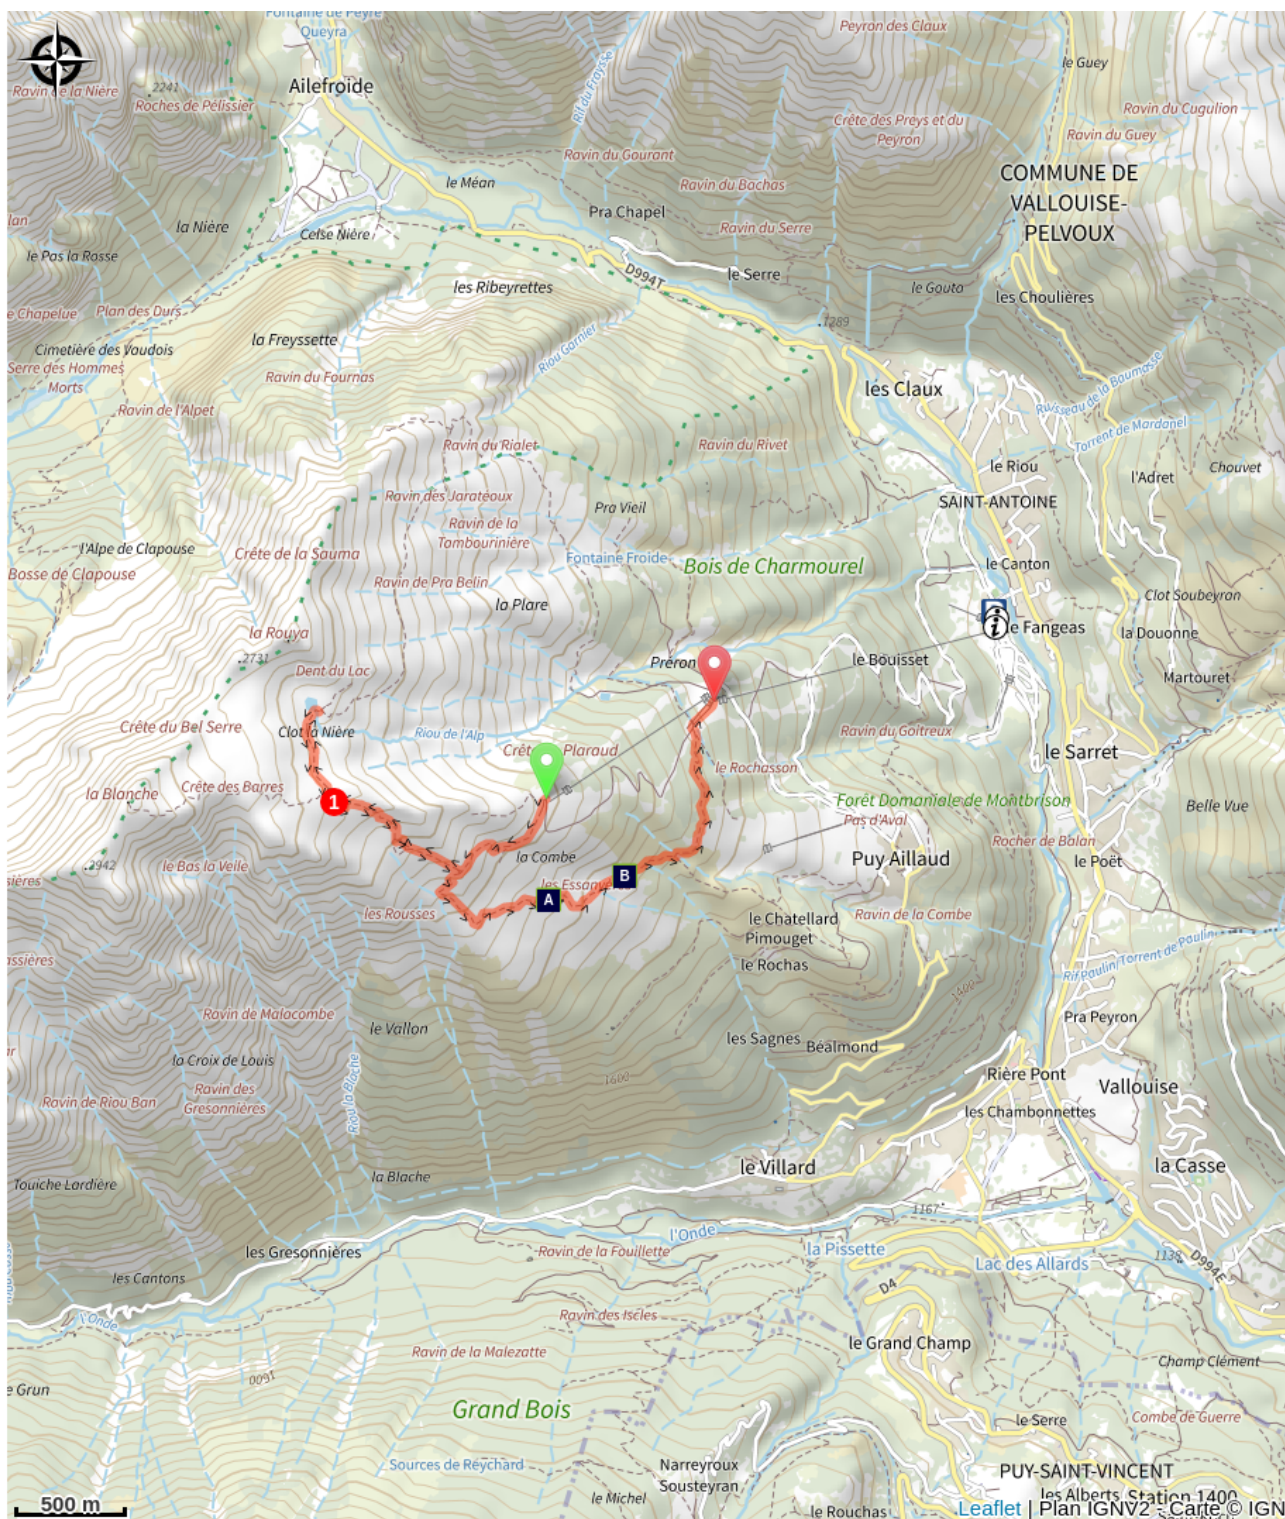 Fontaine de Peyre
Queyra
Peyron des Claux
le Guey
Ailefroide
Ravin de la Nière
2241
Roches de Pélissier
Rif du Fraysse
Ravin du Cugulion
Crête des Preys et du
Peyron
Ravin du Guey
Ravin du Gourant
COMMUNE DE
VALLOUISE-
PELVOUX
le Méan
Ravin du Bachas
Pra Chapel
la Nière
Celse Nière
Ravin du Serre
le Pas la Rosse
D994T
le Serre
les Ribeyrettes
le Gouta
les Choulières
e Chapelue
Plan des Durs
1289
la Freyssette
Riou Garnier
Cimetière des Vaudois
Serre des Hommes
Morts
Ravin du Fournas
les Claux
Ruisseau de la Baumasse
Ravin de l'Alpet
Torrent de Mardanel
Ravin du Rialet
Ravin du Rivet
le Riou
l'Adret
Chouvet
Ravin des Jaratéoux
Pra Vieil
SAINT-ANTOINE
Ravin de la
Tambourinière
l'Alpe de Clapouse
Crête de la Sauma
Fontaine Froide
Bois de Charmourel
le Canton
Bosse de Clapouse
Ravin de Pra Belin
Clot Soubeyran
la Plare
le Fangeas
la Douonne
la Rouya
2731
Dent du Lac
Préron
le Bouisset
Martouret
Crête du Bel Serre
Clot la Nière
Riou de l'Alp
Ravin du Goitreux
Crête
Plaraud
le Sarret
le Rochasson
la Blanche
Crête des Barres
1
Forêt Domaniale de Montbrison
Belle Vue
Pas d'Aval
Rocher de Balan
2942
le Bas la Veile
la Combe
Puy Aillaud
le Poët
B
A
les Rousses
le Chatellard
Pimouget
Ravin de la Combe
le Rochas
Rif Paulin/Torrent de Paulin
1400
Ravin de Malacombe
le Vallon
les Sagnes
Béalmond
Pra Peyron
la Croix de Louis
Riou la Blache
1600
Rière Pont
Vallouise
Ravin de Riou Ban
Ravin des
Gresonnières
les Chambonnettes
la Blache
le Villard
la Casse
Touiche Lardière
1167
l'Onde
les Gresonnières
Ravin de la Fouillette
la Pissette
Lac des Allards
1138
D994E
les Cantons
D4
l'Onde
Ravin des Iscles
le Grand Champ
Ravin de la Malezatte
Champ Clément
1600
e Grun
Grand Bois
le Serre
Combe de Guerre
Sources de Reychard
Narreyroux
Sousteyran
PUY-SAINT-VINCENT
le Michel
les Alberts
Station 1400
500 m
le Rouchas
Leaflet | Plan IGNV2 - Carte © IGN